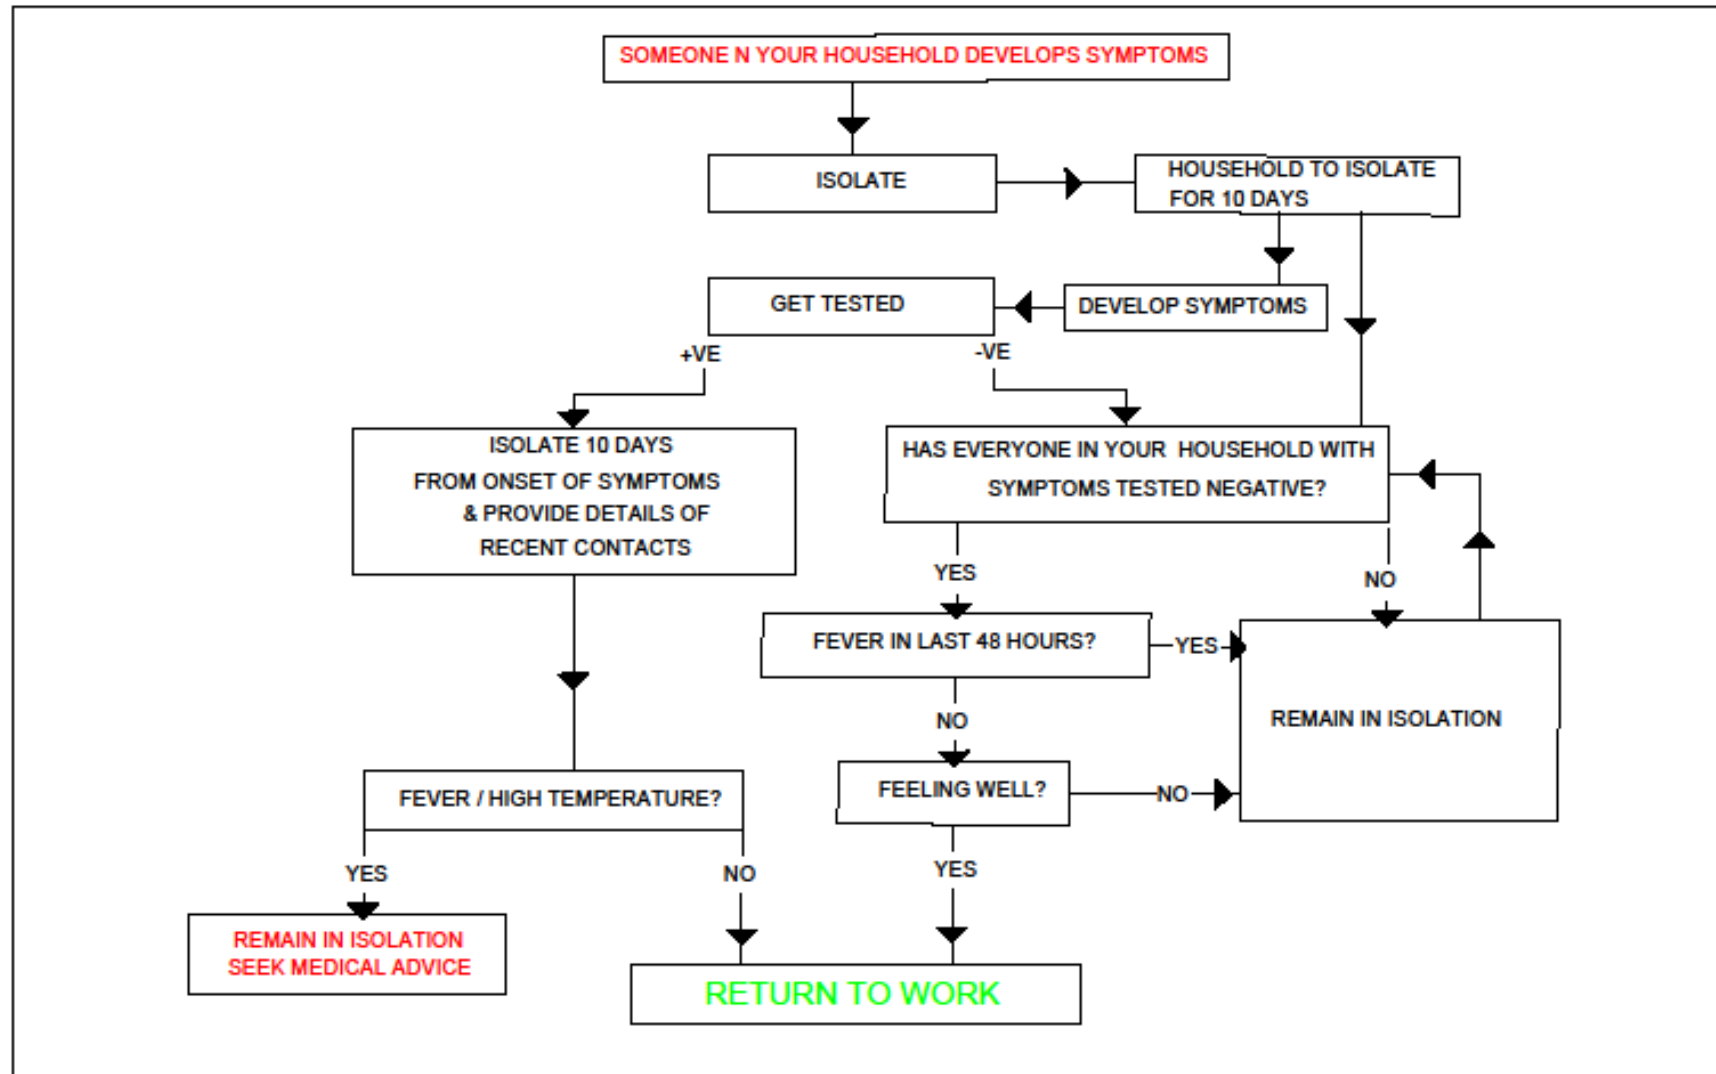 SOMEONE N YOUR HOUSEHOLD DEVELOPS SYMPTOMS
ISOLATE
HOUSEHOLD TO ISOLATE
FOR 10 DAYS
GET TESTED
DEVELOP SYMPTOMS
+VE
-VE
ISOLATE 10 DAYS
FROM ONSET OF SYMPTOMS
& PROVIDE DETAILS OF
RECENT CONTACTS
HAS EVERYONE IN YOUR HOUSEHOLD WITH
SYMPTOMS TESTED NEGATIVE?
YES
NO
FEVER IN LAST 48 HOURS?
YES
REMAIN IN ISOLATION
NO
FEVER / HIGH TEMPERATURE?
FEELING WELL?
NO
YES
NO
YES
REMAIN IN ISOLATION
SEEK MEDICAL ADVICE
RETURN TO WORK